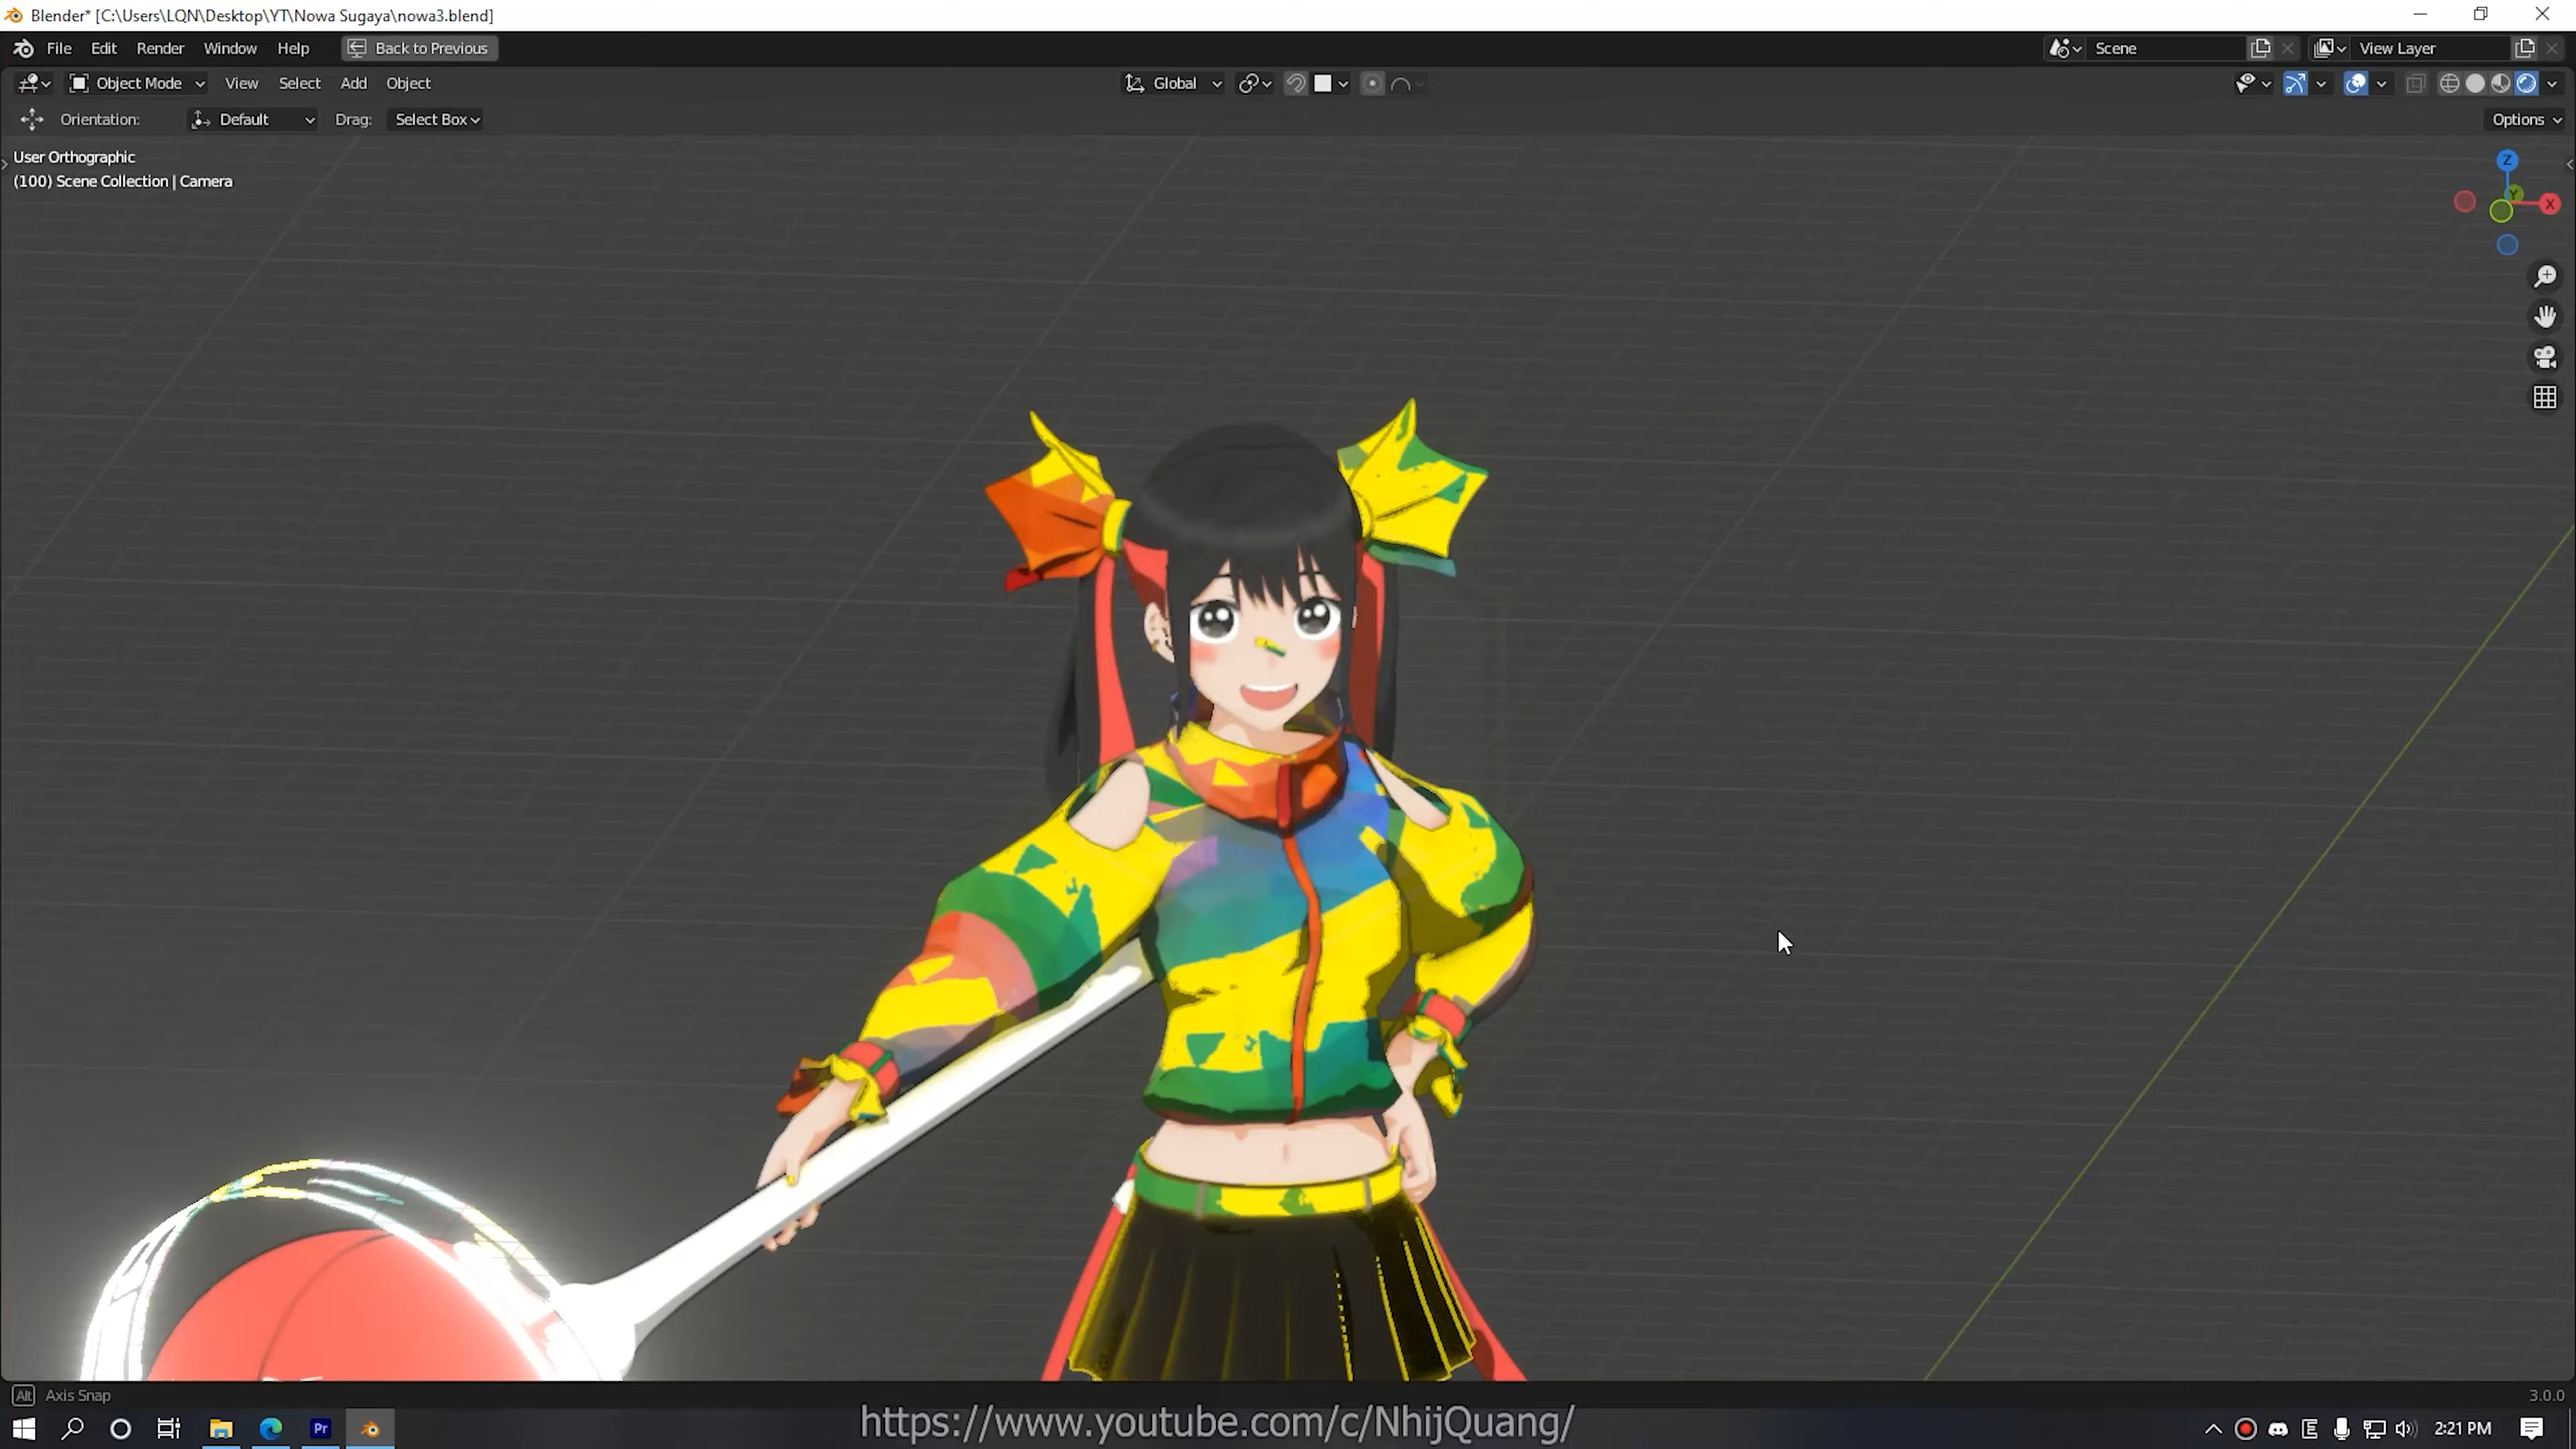 Blender* [C:\Users\LQN\Desktop\YT\Nowa Sugaya\nowa3.blend]
File Edit Render Window Help Back to Previous Scene View Layer
Object Mode View Select Add Object Global
Orientation: Default Drag: Select Box Options
User Orthographic
(100) Scene Collection | Camera
Z
Y
X
Alt Axis Snap 3.0.0
https://www.youtube.com/c/NhijQuang/
Pr E 2:21 PM